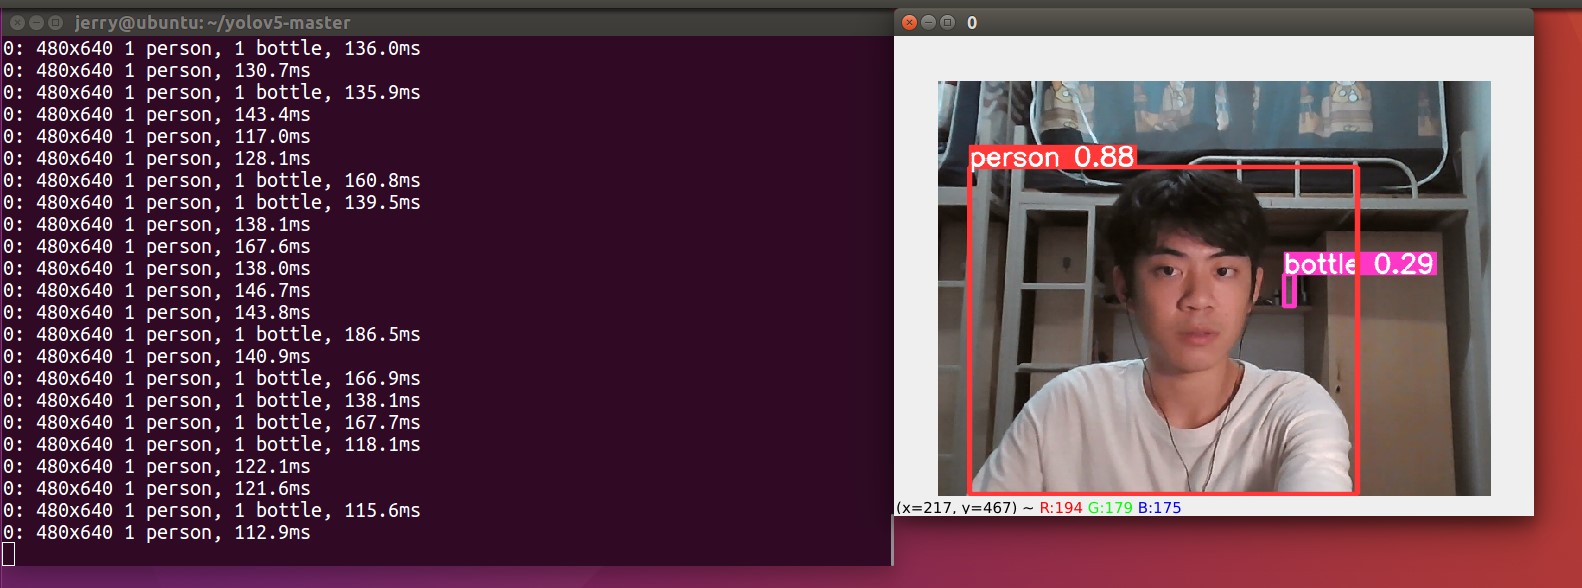 jerry@ubuntu: ~/yolov5-master
0: 480x640 1 person, 1 bottle, 136.0ms
0: 480x640 1 person, 130.7ms
0: 480x640 1 person, 1 bottle, 135.9ms
0: 480x640 1 person, 143.4ms
0: 480x640 1 person, 117.0ms
0: 480x640 1 person, 128.1ms
0: 480x640 1 person, 1 bottle, 160.8ms
0: 480x640 1 person, 1 bottle, 139.5ms
0: 480x640 1 person, 138.1ms
0: 480x640 1 person, 167.6ms
0: 480x640 1 person, 138.0ms
0: 480x640 1 person, 146.7ms
0: 480x640 1 person, 143.8ms
0: 480x640 1 person, 1 bottle, 186.5ms
0: 480x640 1 person, 140.9ms
0: 480x640 1 person, 1 bottle, 166.9ms
0: 480x640 1 person, 1 bottle, 138.1ms
0: 480x640 1 person, 1 bottle, 167.7ms
0: 480x640 1 person, 1 bottle, 118.1ms
0: 480x640 1 person, 122.1ms
0: 480x640 1 person, 121.6ms
0: 480x640 1 person, 1 bottle, 115.6ms
0: 480x640 1 person, 112.9ms
0
person 0.88
bottle 0.29
(x=217, y=467) ~ R:194 G:179 B:175